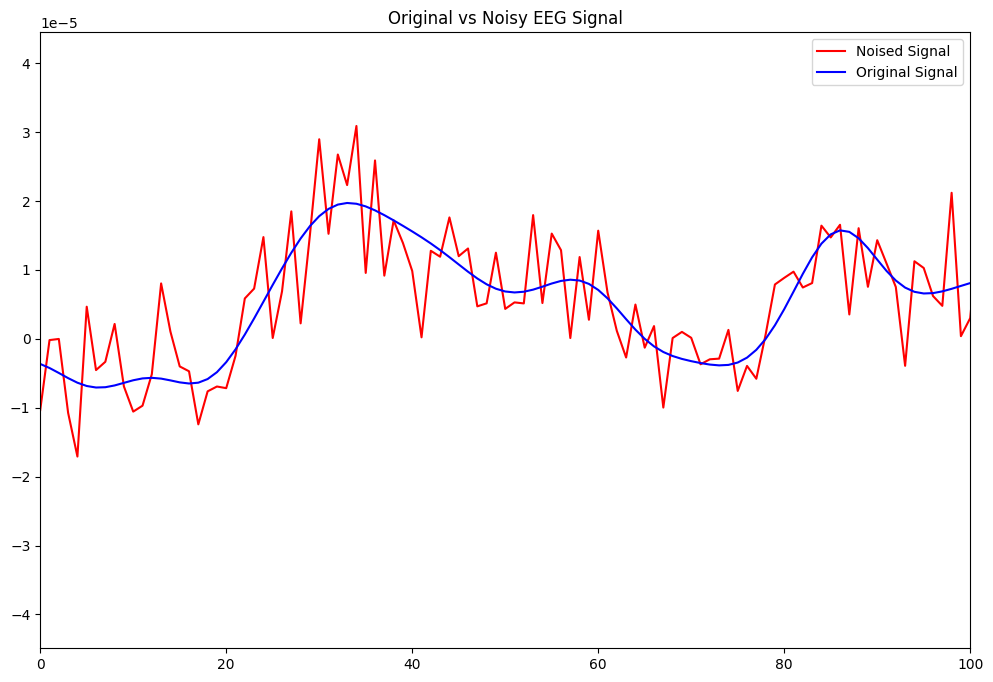 Original vs Noisy EEG Signal
1e−5
Noised Signal
Original Signal
4
3
2
1
0
−1
−2
−3
−4
0 20 40 60 80 100